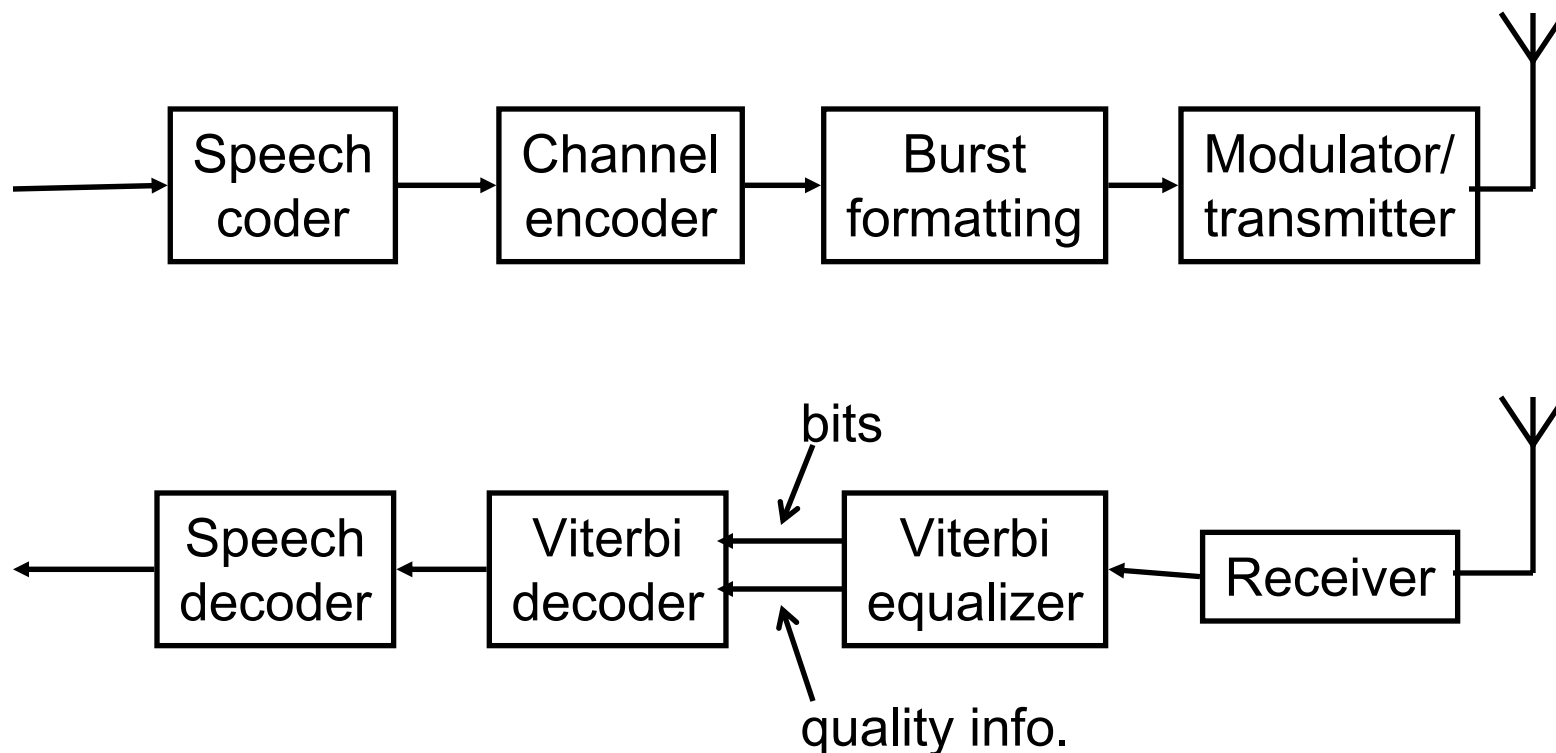 Speech
coder
Channel
encoder
Burst
formatting
Modulator/
transmitter
bits
Speech
decoder
Viterbi
decoder
Viterbi
equalizer
Receiver
quality info.